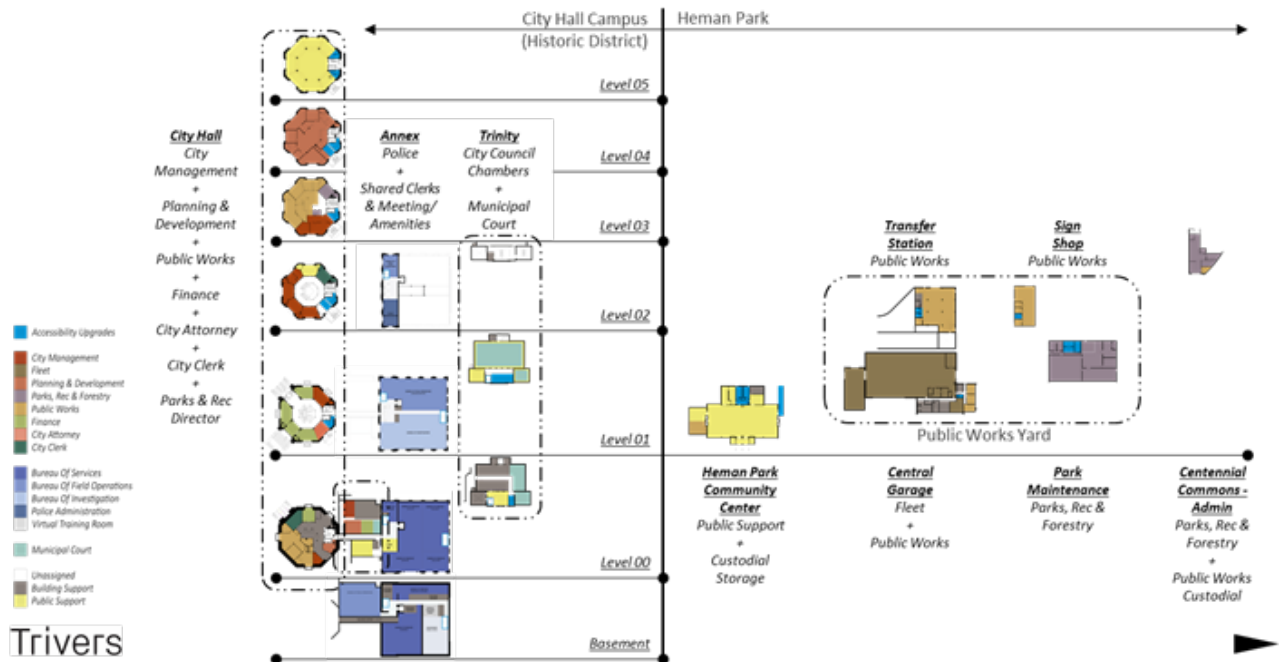 City Hall Campus
(Historic District)
Heman Park
Level 05
Level 04
Level 03
Level 02
Level 01
Level 00
Basement
City Hall
City
Management
+
Planning &
Development
+
Public Works
+
Finance
+
City Attorney
+
City Clerk
+
Parks & Rec
Director
Annex
Police
+
Shared Clerks
& Meeting/
Amenities
Trinity
City Council
Chambers
+
Municipal
Court
Transfer
Station
Public Works
Sign
Shop
Public Works
Public Works Yard
Heman Park
Community
Center
Public Support
+
Custodial
Storage
Central
Garage
Fleet
+
Public Works
Park
Maintenance
Parks, Rec &
Forestry
Centennial
Commons -
Admin
Parks, Rec &
Forestry
+
Public Works
Custodial
Accessibility Upgrades
City Management
Fleet
Planning & Development
Parks, Rec & Forestry
Public Works
Finance
City Attorney
City Clerk
Bureau Of Services
Bureau Of Field Operations
Bureau Of Investigation
Police Administration
Virtual Training Room
Municipal Court
Unassigned
Building Support
Public Support
Trivers